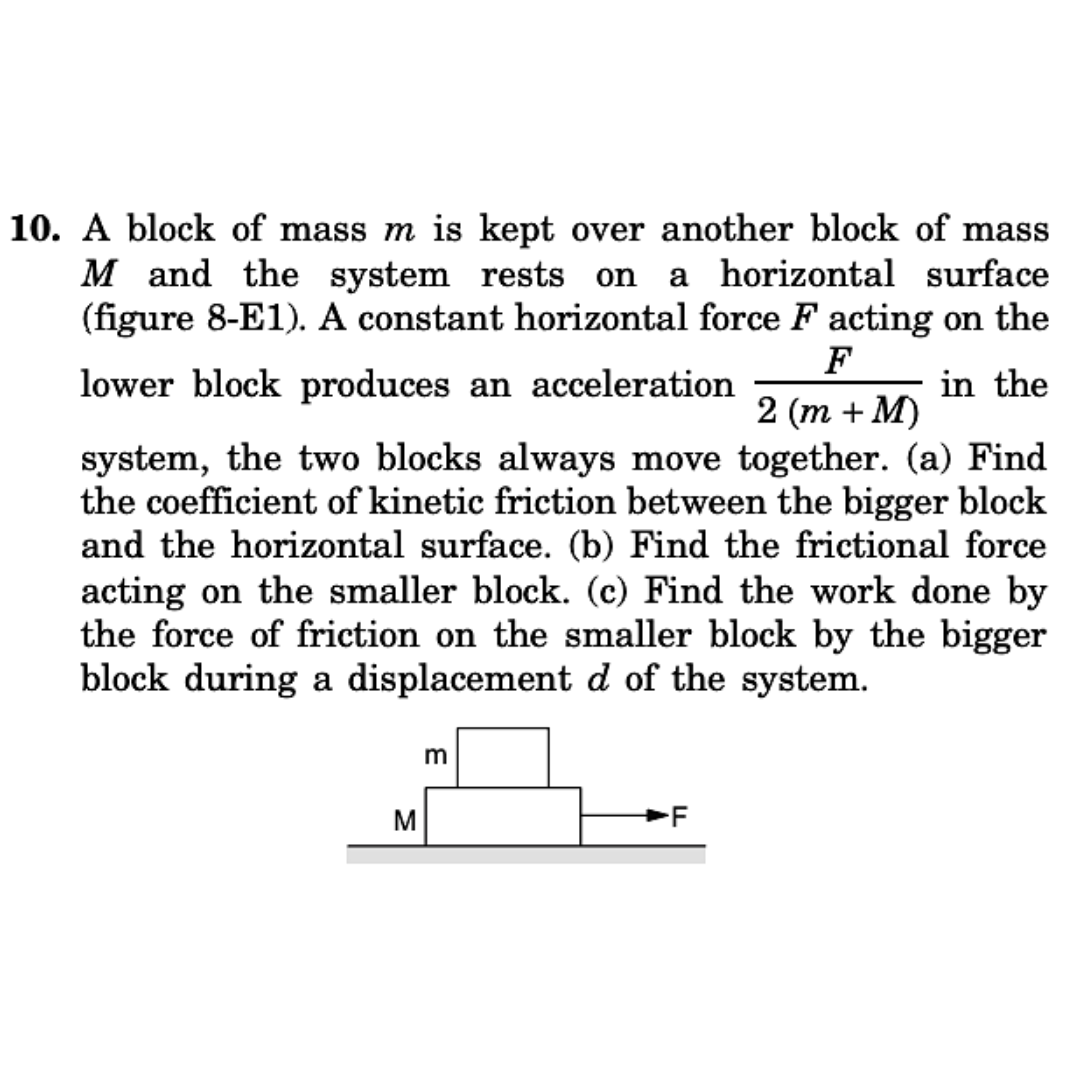 10. A block of mass m is kept over another block of mass
M and the system rests on a horizontal surface
(figure 8-E1). A constant horizontal force F acting on the
lower block produces an acceleration F / 2 (m + M) in the
system, the two blocks always move together. (a) Find
the coefficient of kinetic friction between the bigger block
and the horizontal surface. (b) Find the frictional force
acting on the smaller block. (c) Find the work done by
the force of friction on the smaller block by the bigger
block during a displacement d of the system.
m
M
F